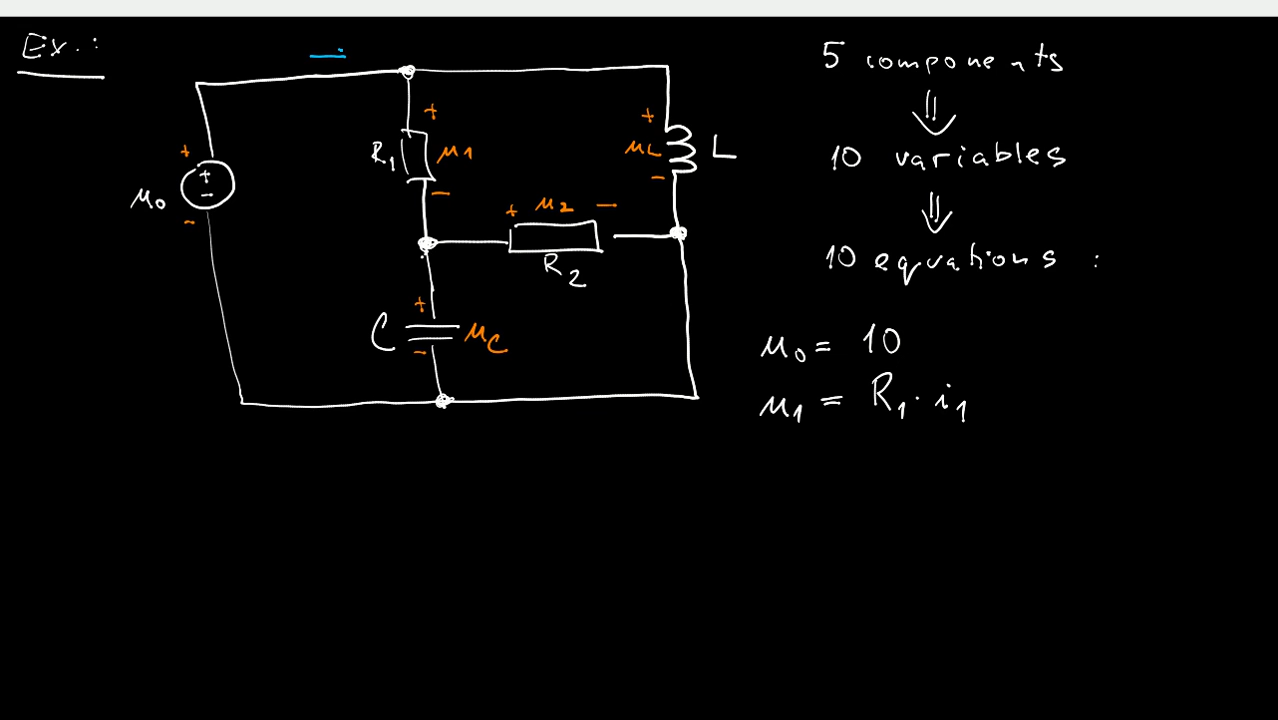 Ex.:
5 components
⇓
10 variables
⇓
10 equations :
u0 = 10
u1 = R1 · i1
+
-
u0
+
-
R1
+
u1
-
+
uL
-
L
+ u2 -
R2
C
+
-
uC